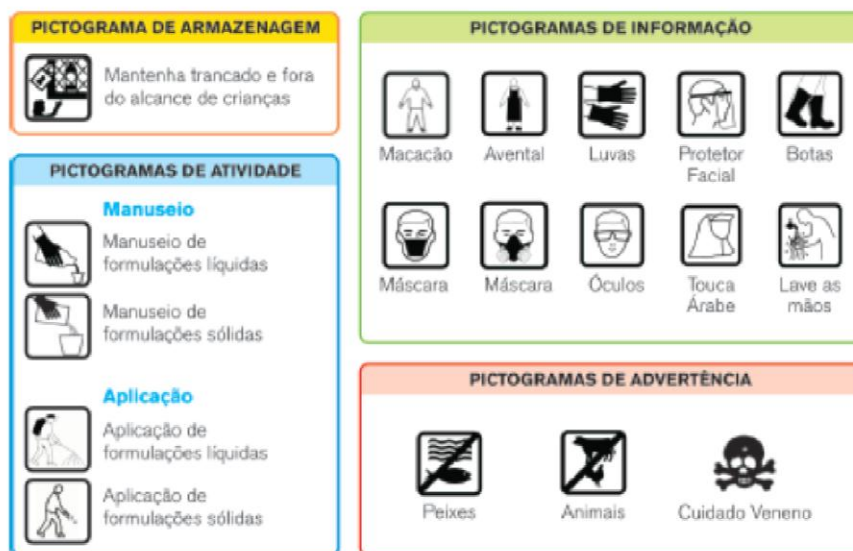 PICTOGRAMA DE ARMAZENAGEM
Mantenha trancado e fora
do alcance de crianças
PICTOGRAMAS DE ATIVIDADE
Manuseio
Manuseio de
formulações líquidas
Manuseio de
formulações sólidas
Aplicação
Aplicação de
formulações líquidas
Aplicação de
formulações sólidas
PICTOGRAMAS DE INFORMAÇÃO
Macacão Avental Luvas Protetor Botas
Facial
Máscara Máscara Óculos Touca Lave as
Árabe mãos
PICTOGRAMAS DE ADVERTÊNCIA
Peixes Animais Cuidado Veneno